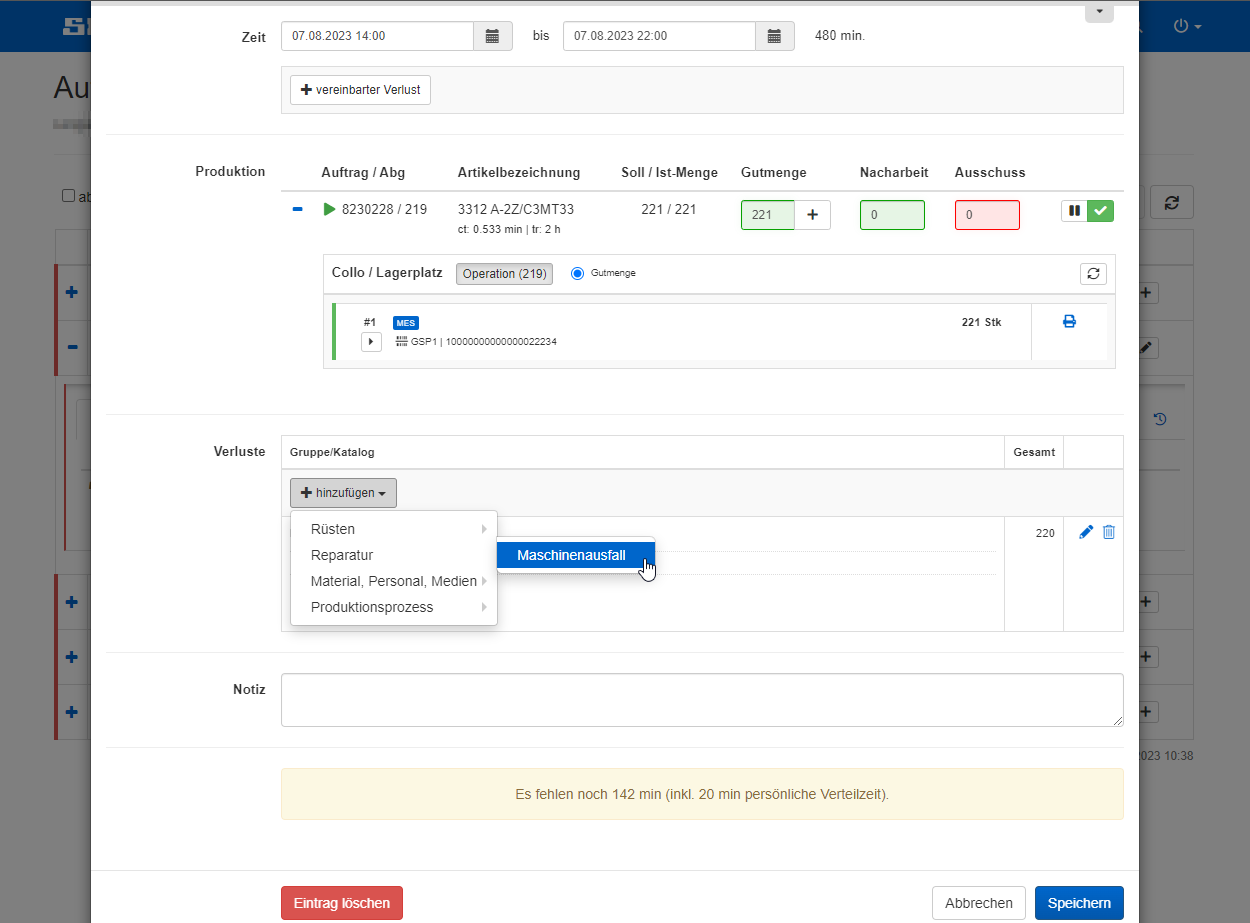 Au
Zeit 07.08.2023 14:00 bis 07.08.2023 22:00 480 min.
vereinbarter Verlust
Produktion Auftrag / Abg Artikelbezeichnung Soll / Ist-Menge Gutmenge Nacharbeit Ausschuss
ab
8230228 / 219 3312 A-2Z/C3MT33 221 / 221 221 0 0
ct: 0.533 min | tr: 2 h
Collo / Lagerplatz Operation (219) Gutmenge
#1 MES 221 Stk
GSP1 | 10000000000000022234
Verluste Gruppe/Katalog Gesamt
hinzufügen
Rüsten 220
Reparatur Maschinenausfall
Material, Personal, Medien
Produktionsprozess
Notiz
2023 10:38
Es fehlen noch 142 min (inkl. 20 min persönliche Verteilzeit).
Eintrag löschen Abbrechen Speichern